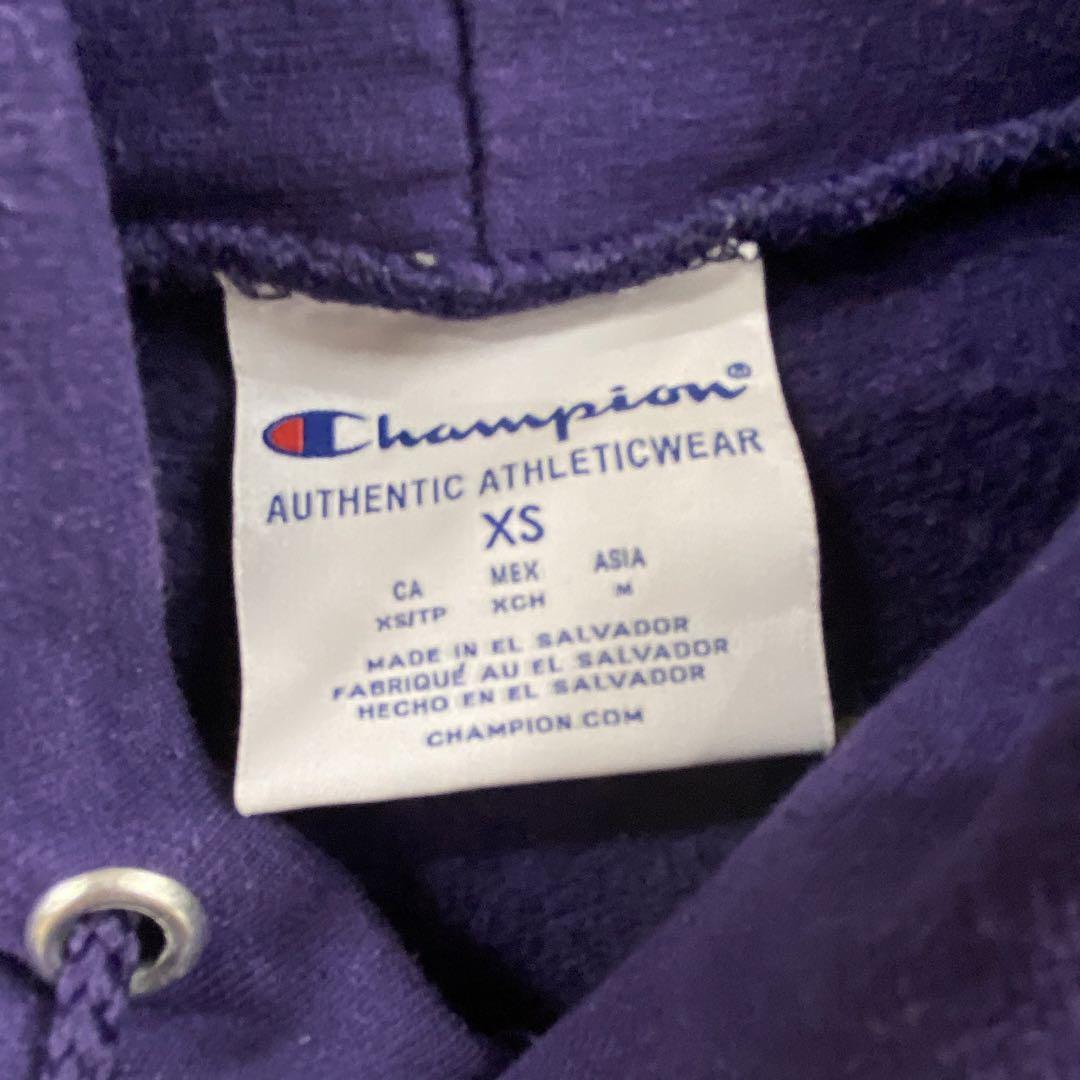 Champion®
AUTHENTIC ATHLETICWEAR
XS
CA MEX ASIA
XS/TP XCH M
MADE IN EL SALVADOR
FABRIQUÉ AU EL SALVADOR
HECHO EN EL SALVADOR
CHAMPION.COM